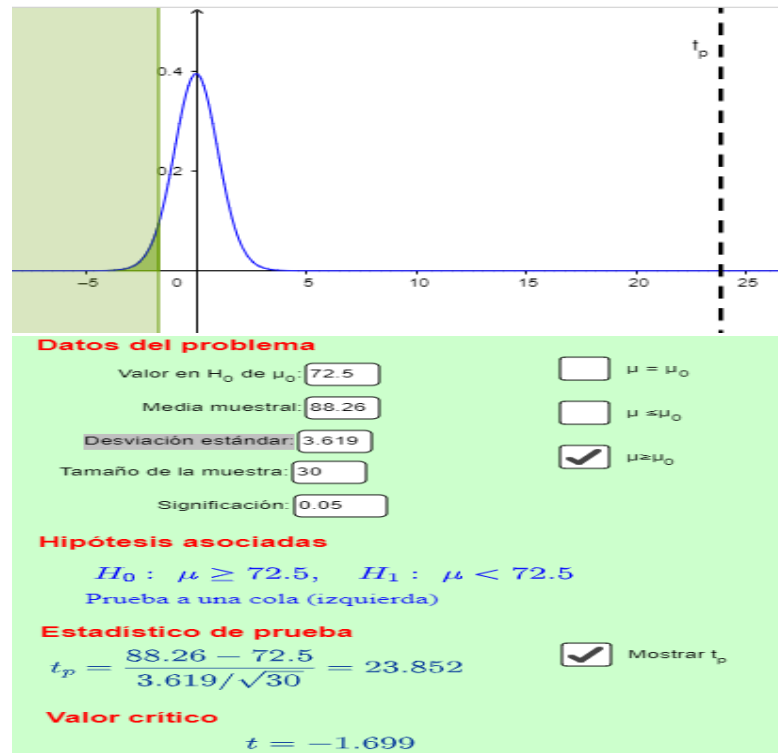 t_p
0.4
0.2
–5 0 5 10 15 20 25
Datos del problema
Valor en H₀ de μ₀: 72.5
μ = μ₀
Media muestral: 88.26
μ ≤μ₀
Desviación estándar: 3.619
μ≥μ₀
Tamaño de la muestra: 30
Significación: 0.05
Hipótesis asociadas
H₀ : μ ≥ 72.5, H₁ : μ < 72.5
Prueba a una cola (izquierda)
Estadístico de prueba
t_p = (88.26 − 72.5) / (3.619/√30) = 23.852
Mostrar t_p
Valor crítico
t = −1.699